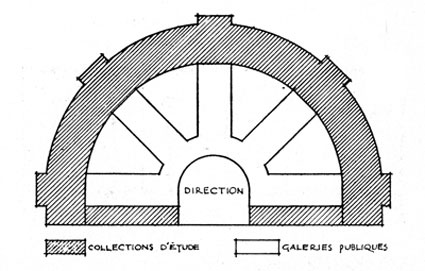 DIRECTION
COLLECTIONS D'ÉTUDE
GALERIES PUBLIQUES